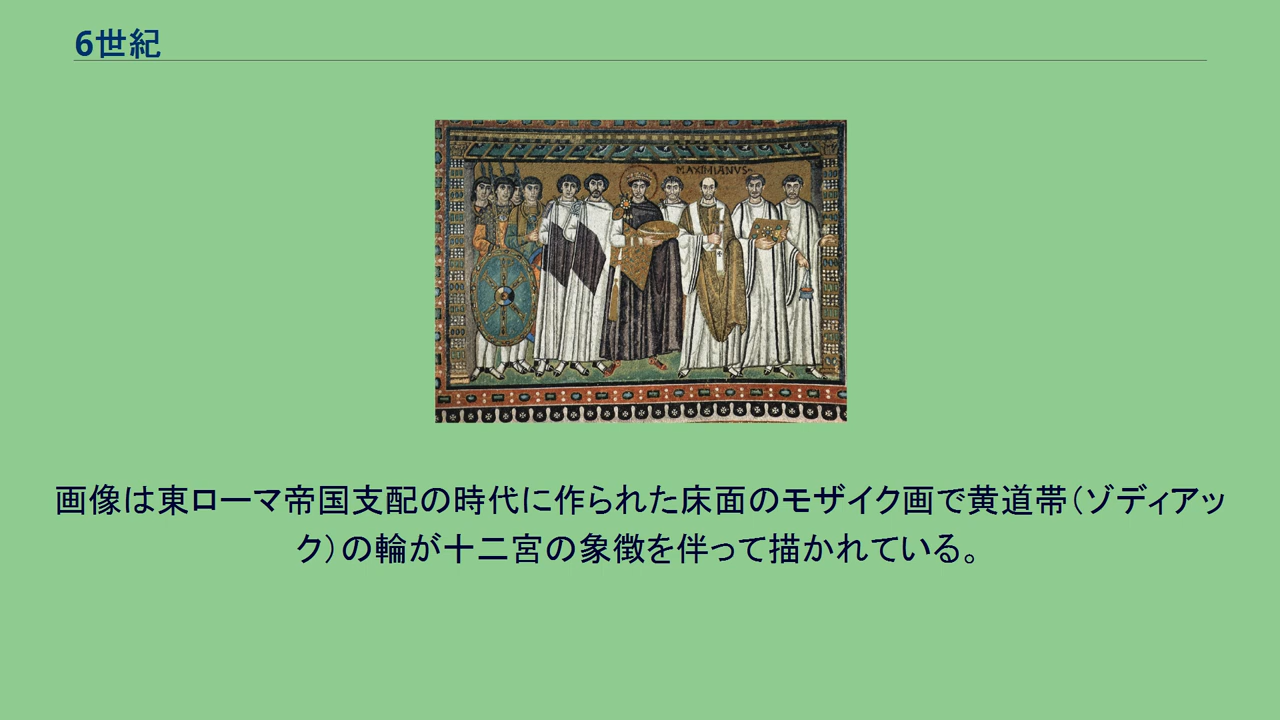 6世紀
MAXIMIANVS
画像は東ローマ帝国支配の時代に作られた床面のモザイク画で黄道帯（ゾディアッ
ク）の輪が十二宮の象徴を伴って描かれている。